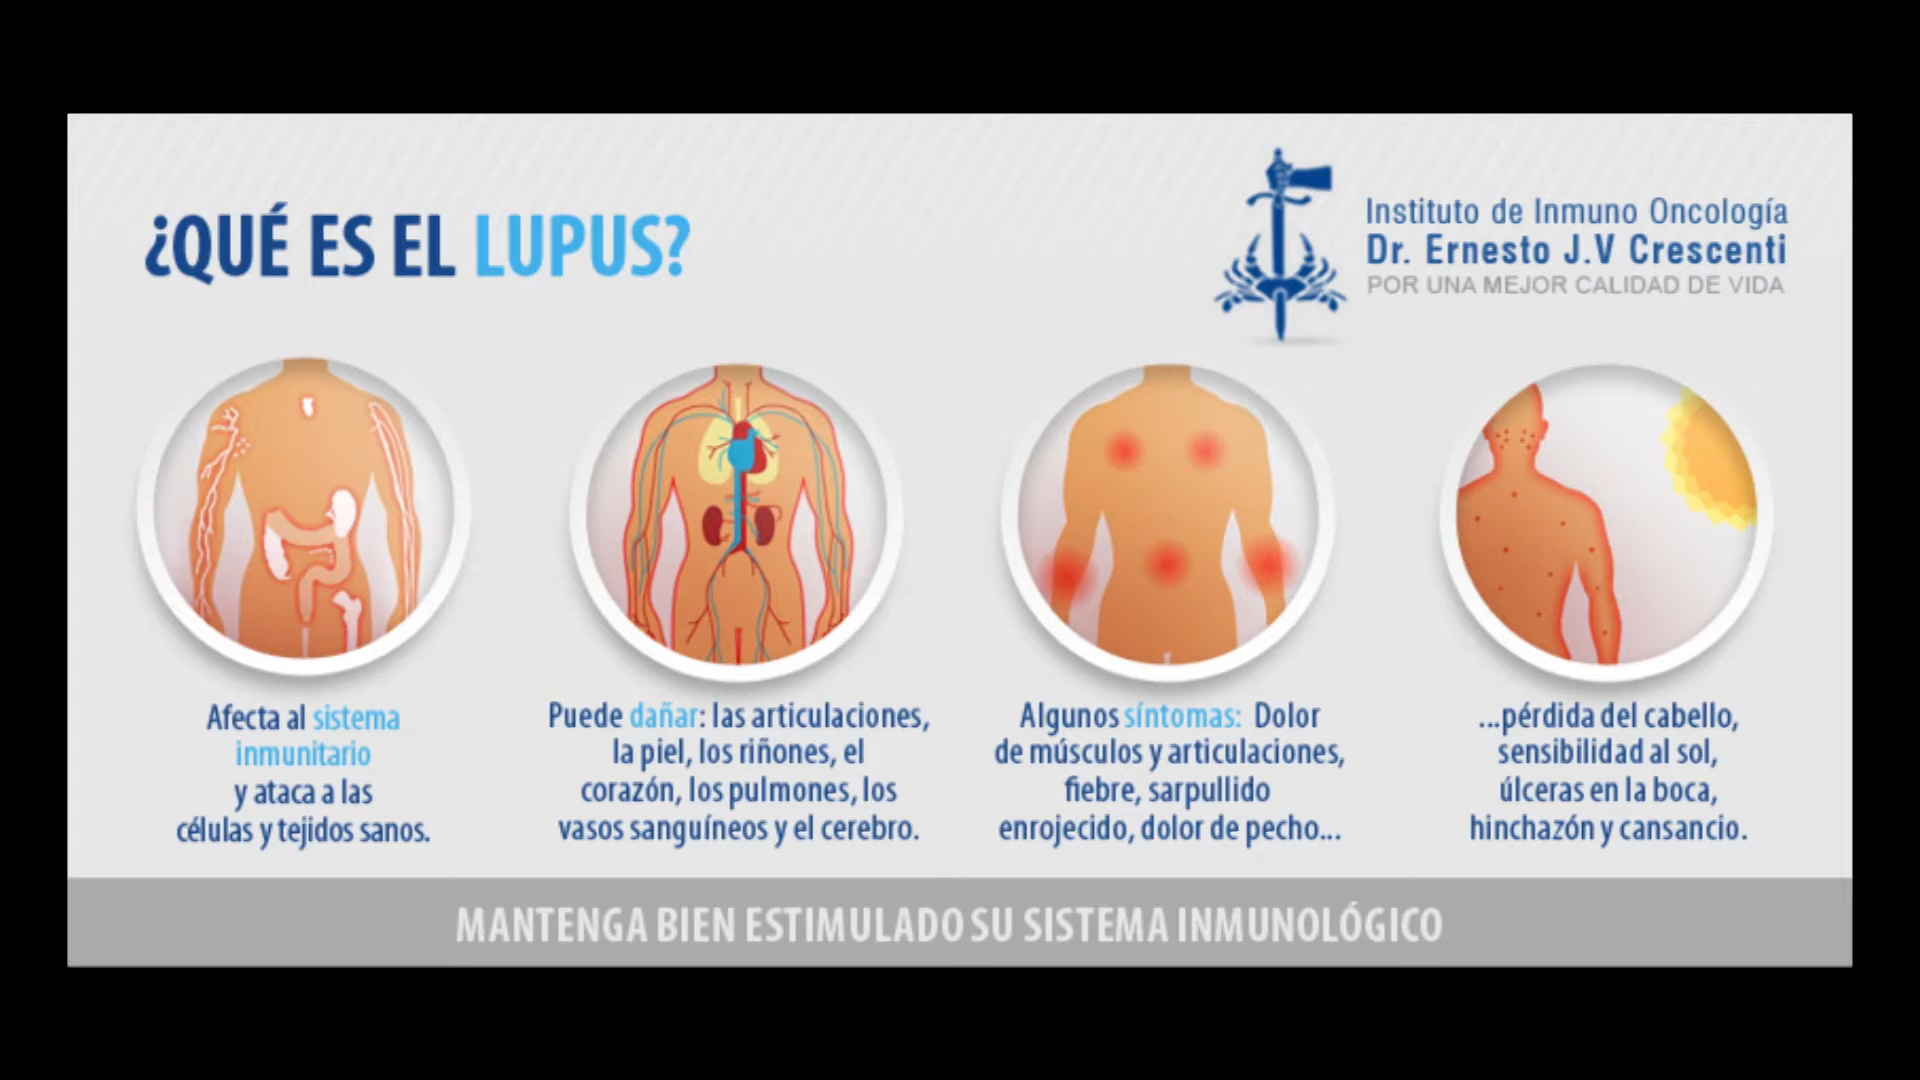 ¿QUÉ ES EL LUPUS?
Instituto de Inmuno Oncología
Dr. Ernesto J.V Crescenti
POR UNA MEJOR CALIDAD DE VIDA
Afecta al sistema
inmunitario
y ataca a las
células y tejidos sanos.
Puede dañar: las articulaciones,
la piel, los riñones, el
corazón, los pulmones, los
vasos sanguíneos y el cerebro.
Algunos síntomas: Dolor
de músculos y articulaciones,
fiebre, sarpullido
enrojecido, dolor de pecho...
...pérdida del cabello,
sensibilidad al sol,
úlceras en la boca,
hinchazón y cansancio.
MANTENGA BIEN ESTIMULADO SU SISTEMA INMUNOLÓGICO